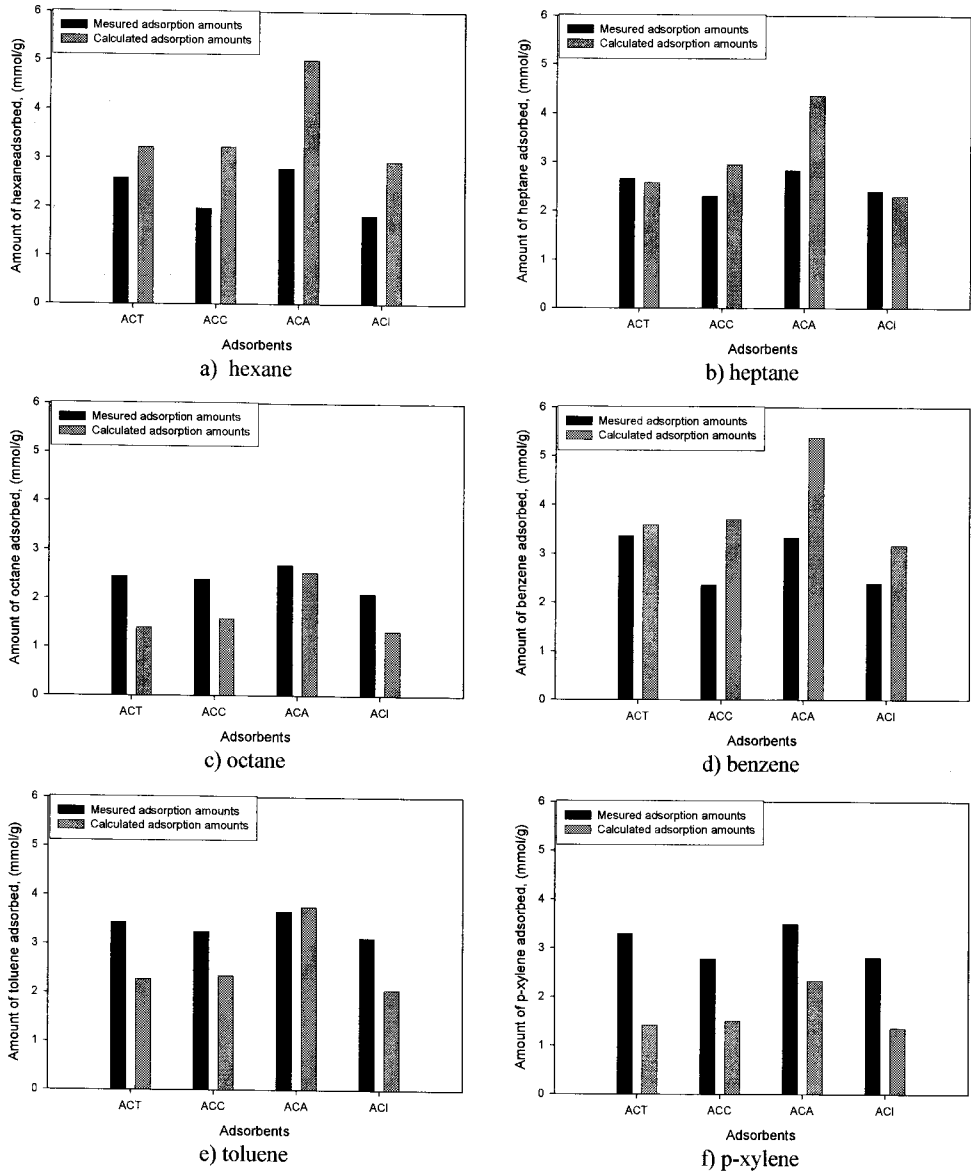 Mesured adsorption amounts
Calculated adsorption amounts
Amount of hexaneadsorbed, (mmol/g)
6
5
4
3
2
1
0
ACT ACC ACA ACI
Adsorbents
a) hexane
Mesured adsorption amounts
Calculated adsorption amounts
Amount of heptane adsorbed, (mmol/g)
6
5
4
3
2
1
0
ACT ACC ACA ACI
Adsorbents
b) heptane
Mesured adsorption amounts
Calculated adsorption amounts
Amount of octane adsorbed, (mmol/g)
6
5
4
3
2
1
0
ACT ACC ACA ACI
Adsorbents
c) octane
Mesured adsorption amounts
Calculated adsorption amounts
Amount of benzene adsorbed, (mmol/g)
6
5
4
3
2
1
0
ACT ACC ACA ACI
Adsorbents
d) benzene
Mesured adsorption amounts
Calculated adsorption amounts
Amount of toluene adsorbed, (mmol/g)
6
5
4
3
2
1
0
ACT ACC ACA ACI
Adsorbents
e) toluene
Mesured adsorption amounts
Calculated adsorption amounts
Amount of p-xylene adsorbed, (mmol/g)
6
5
4
3
2
1
0
ACT ACC ACA ACI
Adsorbents
f) p-xylene